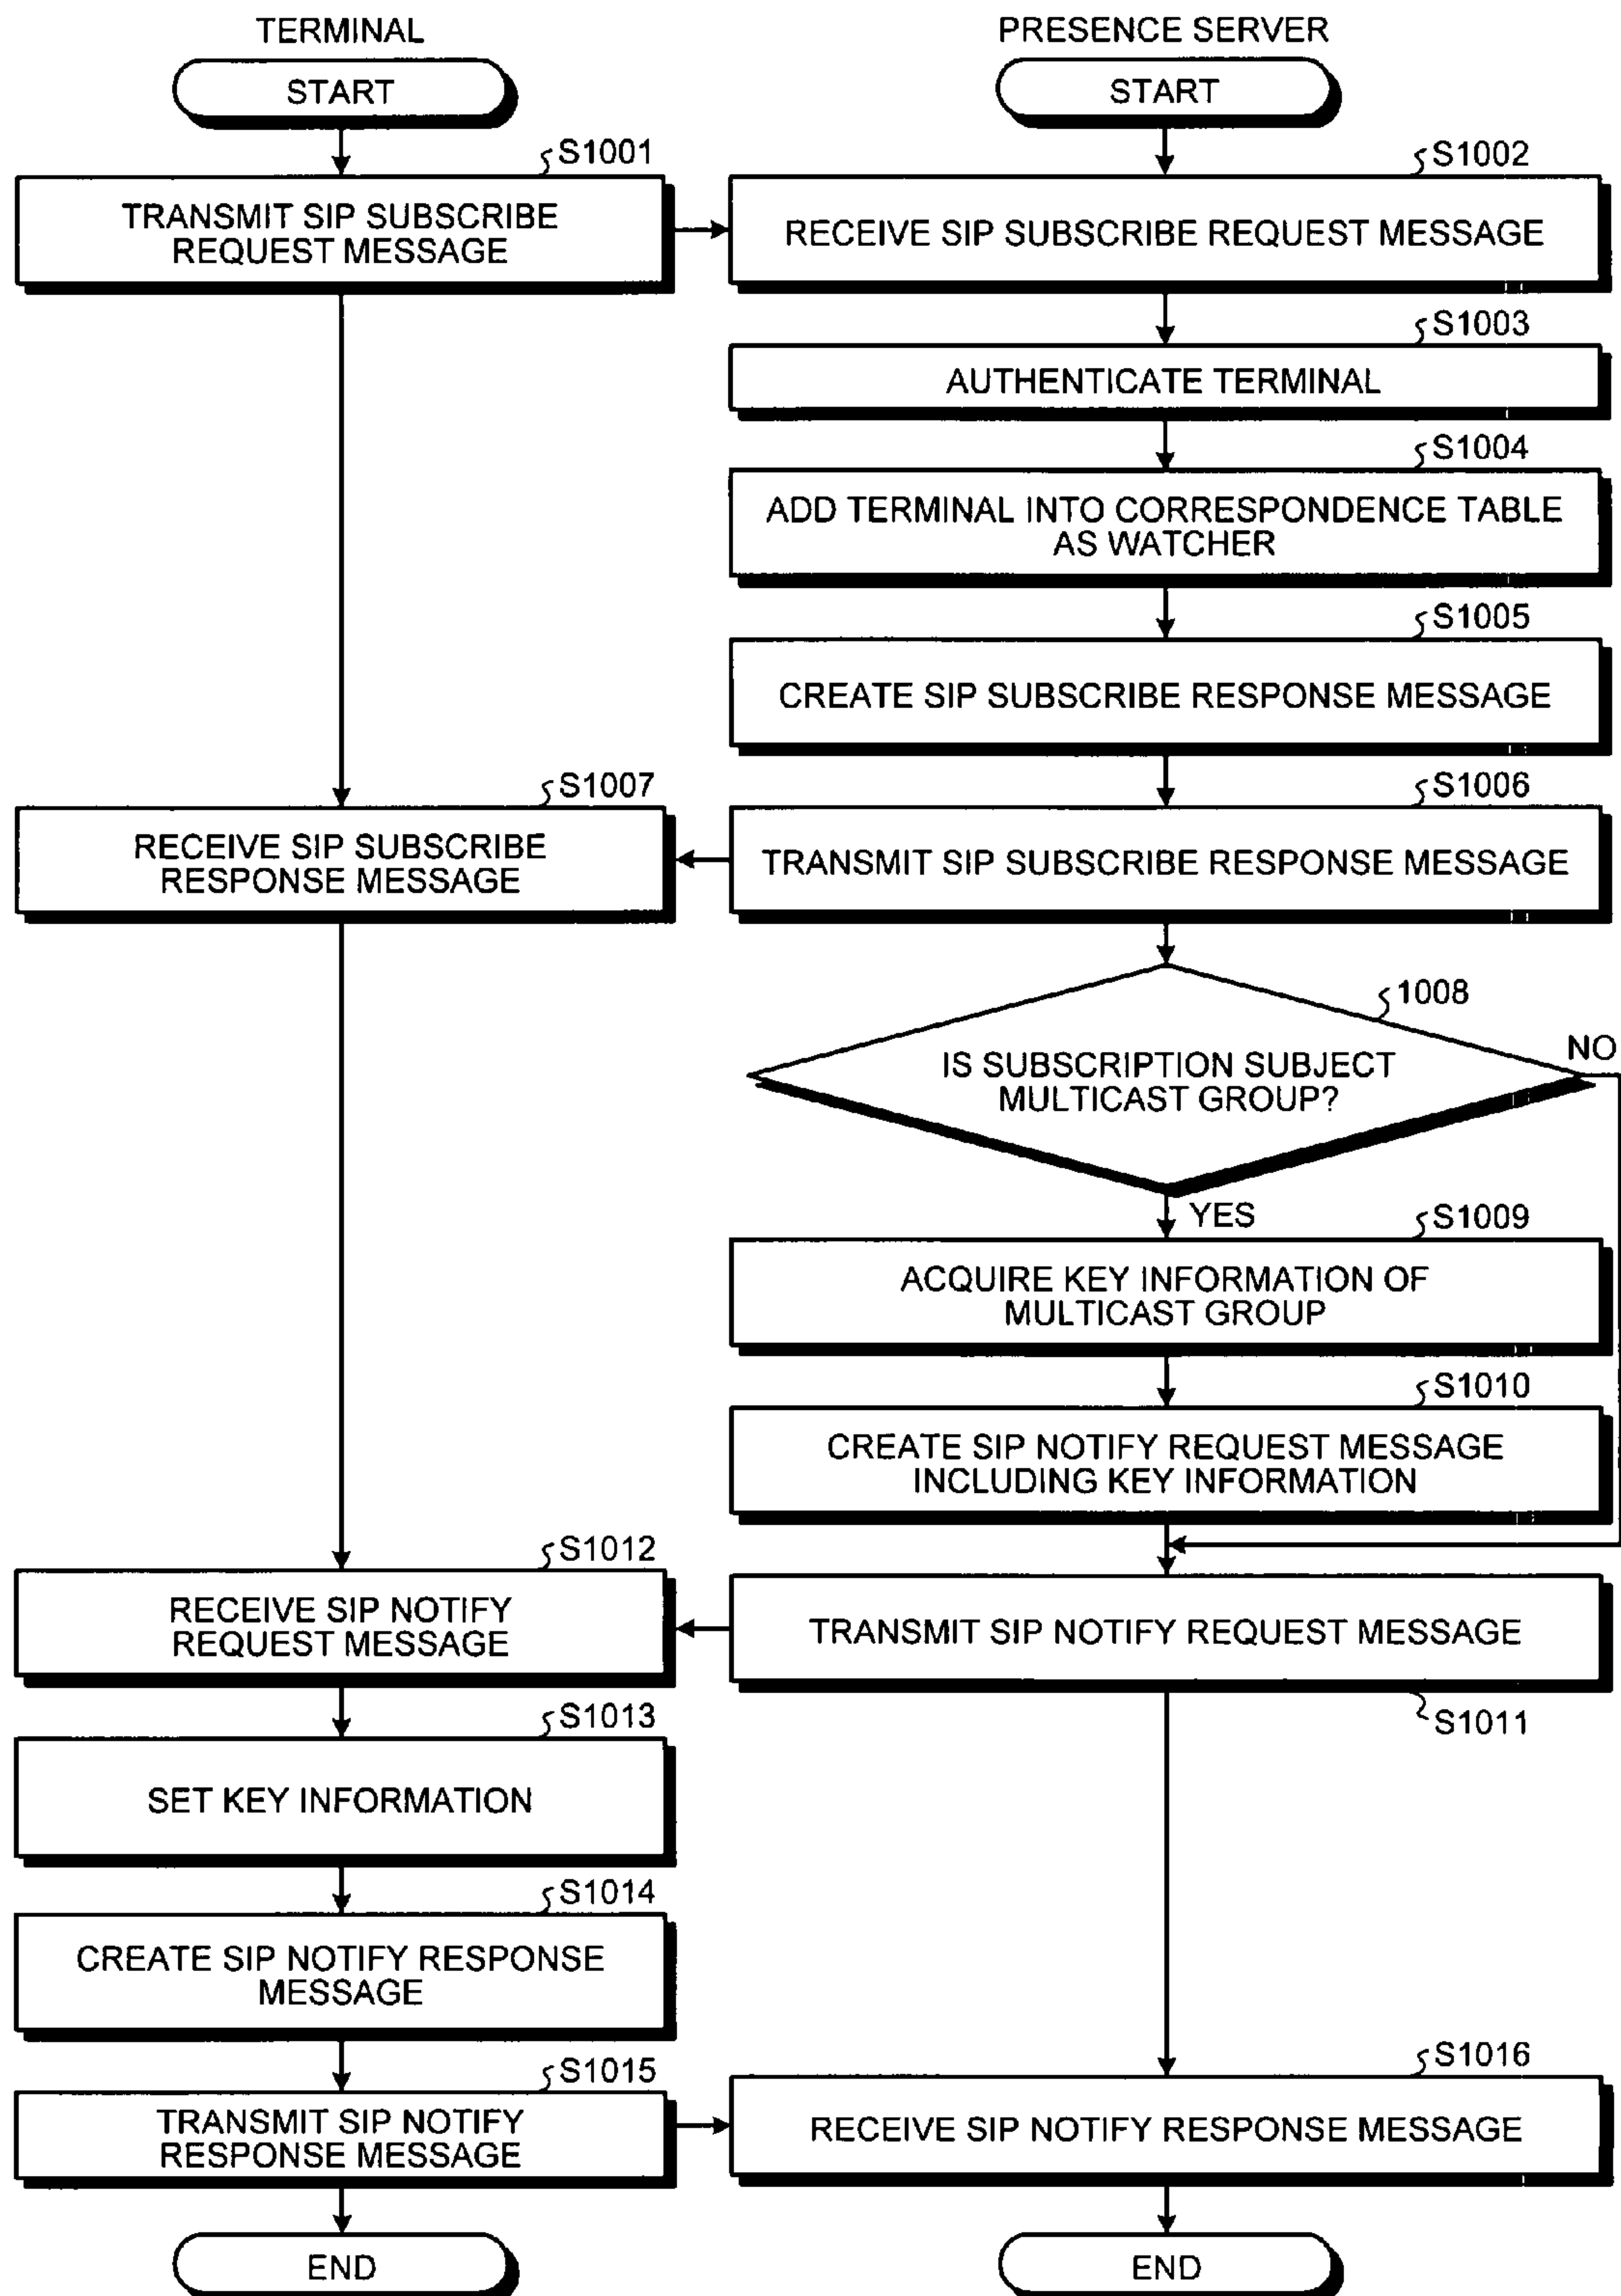 TERMINAL
PRESENCE SERVER
START
START
S1001
S1002
TRANSMIT SIP SUBSCRIBE
REQUEST MESSAGE
RECEIVE SIP SUBSCRIBE REQUEST MESSAGE
S1003
AUTHENTICATE TERMINAL
S1004
ADD TERMINAL INTO CORRESPONDENCE TABLE
AS WATCHER
S1005
CREATE SIP SUBSCRIBE RESPONSE MESSAGE
S1007
S1006
RECEIVE SIP SUBSCRIBE
RESPONSE MESSAGE
TRANSMIT SIP SUBSCRIBE RESPONSE MESSAGE
1008
NO
IS SUBSCRIPTION SUBJECT
MULTICAST GROUP?
YES
S1009
ACQUIRE KEY INFORMATION OF
MULTICAST GROUP
S1010
CREATE SIP NOTIFY REQUEST MESSAGE
INCLUDING KEY INFORMATION
S1012
RECEIVE SIP NOTIFY
REQUEST MESSAGE
TRANSMIT SIP NOTIFY REQUEST MESSAGE
S1011
S1013
SET KEY INFORMATION
S1014
CREATE SIP NOTIFY RESPONSE
MESSAGE
S1015
S1016
TRANSMIT SIP NOTIFY
RESPONSE MESSAGE
RECEIVE SIP NOTIFY RESPONSE MESSAGE
END
END